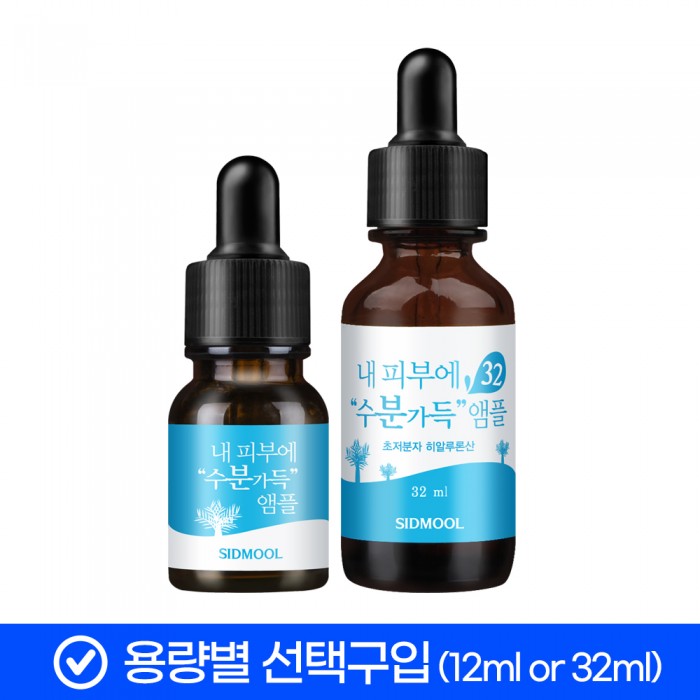 내 피부에
“수분가득”
앰플
SIDMOOL
내 피부에 32
“수분가득” 앰플
초저분자 히알루론산
32 ml
SIDMOOL
용량별 선택구입 (12ml or 32ml)